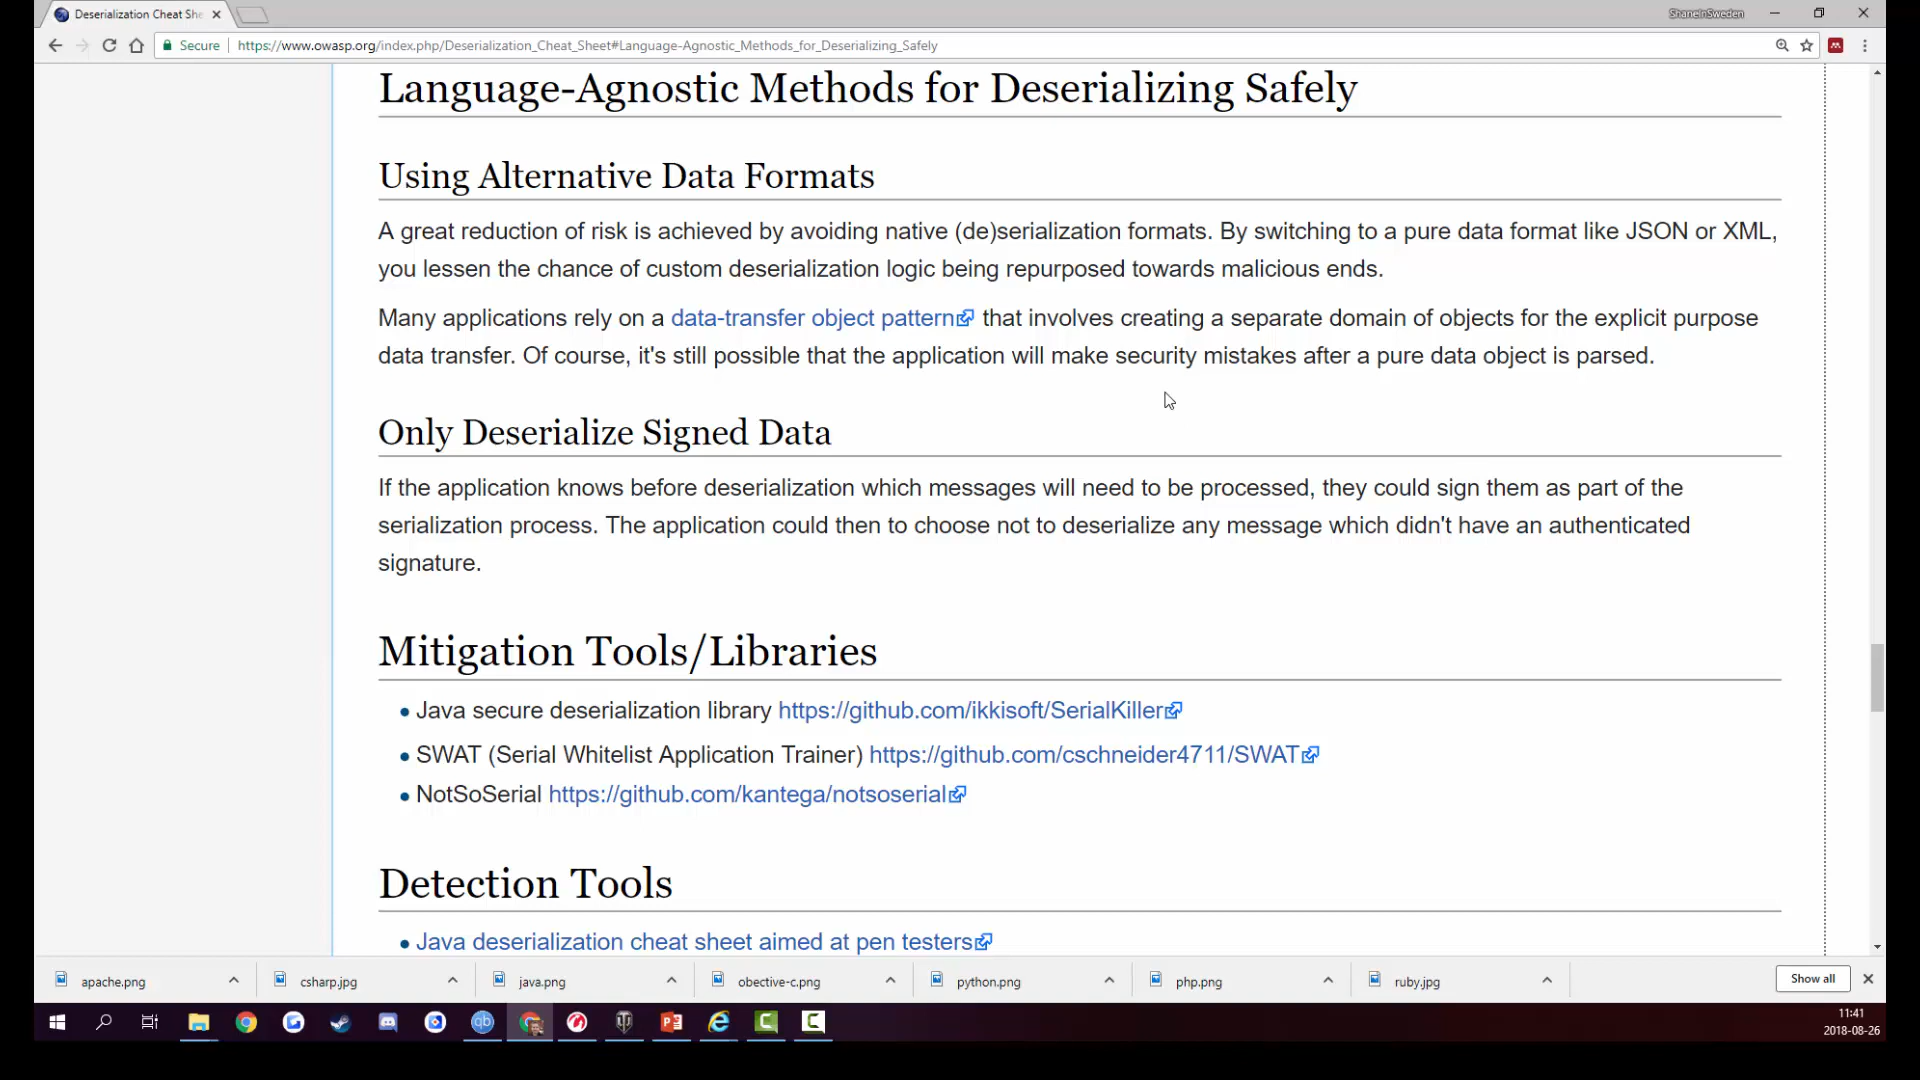 Deserialization Cheat She
ShaneInSweden
Secure
https://www.owasp.org/index.php/Deserialization_Cheat_Sheet#Language-Agnostic_Methods_for_Deserializing_Safely
Language-Agnostic Methods for Deserializing Safely
Using Alternative Data Formats
A great reduction of risk is achieved by avoiding native (de)serialization formats. By switching to a pure data format like JSON or XML,
you lessen the chance of custom deserialization logic being repurposed towards malicious ends.
Many applications rely on a data-transfer object pattern that involves creating a separate domain of objects for the explicit purpose
data transfer. Of course, it's still possible that the application will make security mistakes after a pure data object is parsed.
Only Deserialize Signed Data
If the application knows before deserialization which messages will need to be processed, they could sign them as part of the
serialization process. The application could then to choose not to deserialize any message which didn't have an authenticated
signature.
Mitigation Tools/Libraries
• Java secure deserialization library https://github.com/ikkisoft/SerialKiller
• SWAT (Serial Whitelist Application Trainer) https://github.com/cschneider4711/SWAT
• NotSoSerial https://github.com/kantega/notsoserial
Detection Tools
• Java deserialization cheat sheet aimed at pen testers
apache.png
csharp.jpg
java.png
obective-c.png
python.png
php.png
ruby.jpg
Show all
qb
11:41
2018-08-26